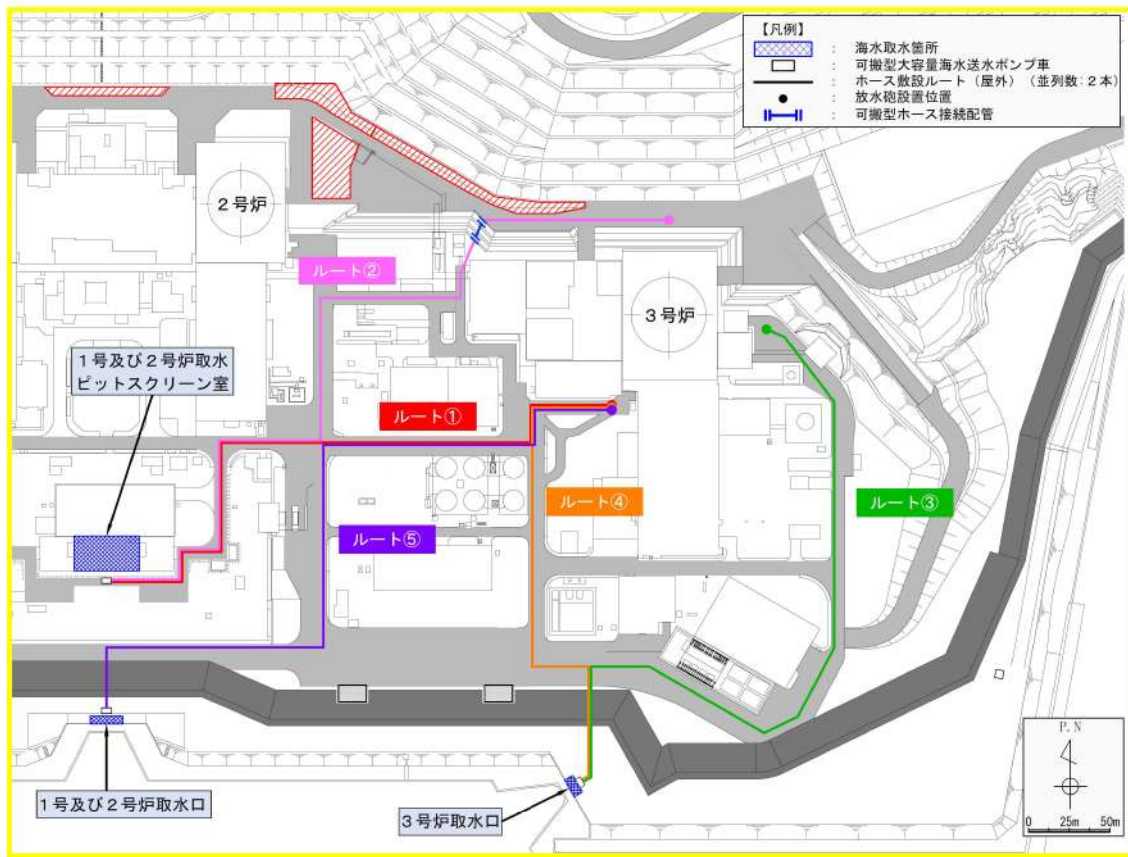 【凡例】
： 海水取水箇所
： 可搬型大容量海水送水ポンプ車
： ホース敷設ルート（屋外）（並列数：２本）
： 放水砲設置位置
： 可搬型ホース接続配管
２号炉
ルート②
３号炉
１号及び２号炉取水
ピットスクリーン室
ルート①
ルート④
ルート③
ルート⑤
１号及び２号炉取水口
３号炉取水口
P.N
0 25m 50m